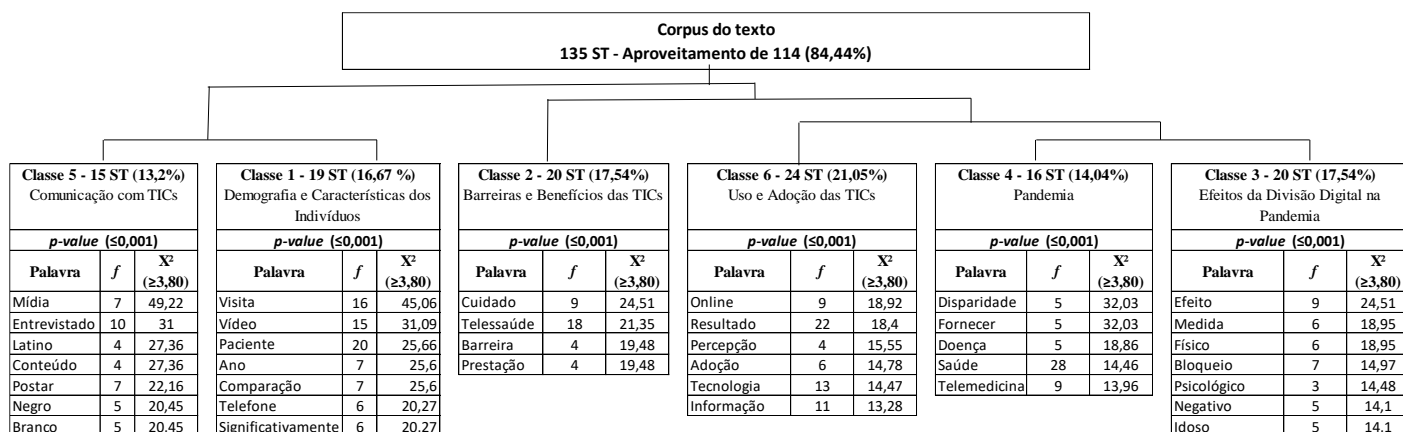 Corpus do texto
135 ST - Aproveitamento de 114 (84,44%)
Classe 5 - 15 ST (13,2%)
Comunicação com TICs
p-value (≤0,001)
Palavra f X² (≥3,80)
Mídia 7 49,22
Entrevistado 10 31
Latino 4 27,36
Conteúdo 4 27,36
Postar 7 22,16
Negro 5 20,45
Branco 5 20,45
Classe 1 - 19 ST (16,67 %)
Demografia e Características dos
Indivíduos
p-value (≤0,001)
Palavra f X² (≥3,80)
Visita 16 45,06
Vídeo 15 31,09
Paciente 20 25,66
Ano 7 25,6
Comparação 7 25,6
Telefone 6 20,27
Significativamente 6 20,27
Classe 2 - 20 ST (17,54%)
Barreiras e Benefícios das TICs
p-value (≤0,001)
Palavra f X² (≥3,80)
Cuidado 9 24,51
Telessaúde 18 21,35
Barreira 4 19,48
Prestação 4 19,48
Classe 6 - 24 ST (21,05%)
Uso e Adoção das TICs
p-value (≤0,001)
Palavra f X² (≥3,80)
Online 9 18,92
Resultado 22 18,4
Percepção 4 15,55
Adoção 6 14,78
Tecnologia 13 14,47
Informação 11 13,28
Classe 4 - 16 ST (14,04%)
Pandemia
p-value (≤0,001)
Palavra f X² (≥3,80)
Disparidade 5 32,03
Fornecer 5 32,03
Doença 5 18,86
Saúde 28 14,46
Telemedicina 9 13,96
Classe 3 - 20 ST (17,54%)
Efeitos da Divisão Digital na
Pandemia
p-value (≤0,001)
Palavra f X² (≥3,80)
Efeito 9 24,51
Medida 6 18,95
Físico 6 18,95
Bloqueio 7 14,97
Psicológico 3 14,48
Negativo 5 14,1
Idoso 5 14,1